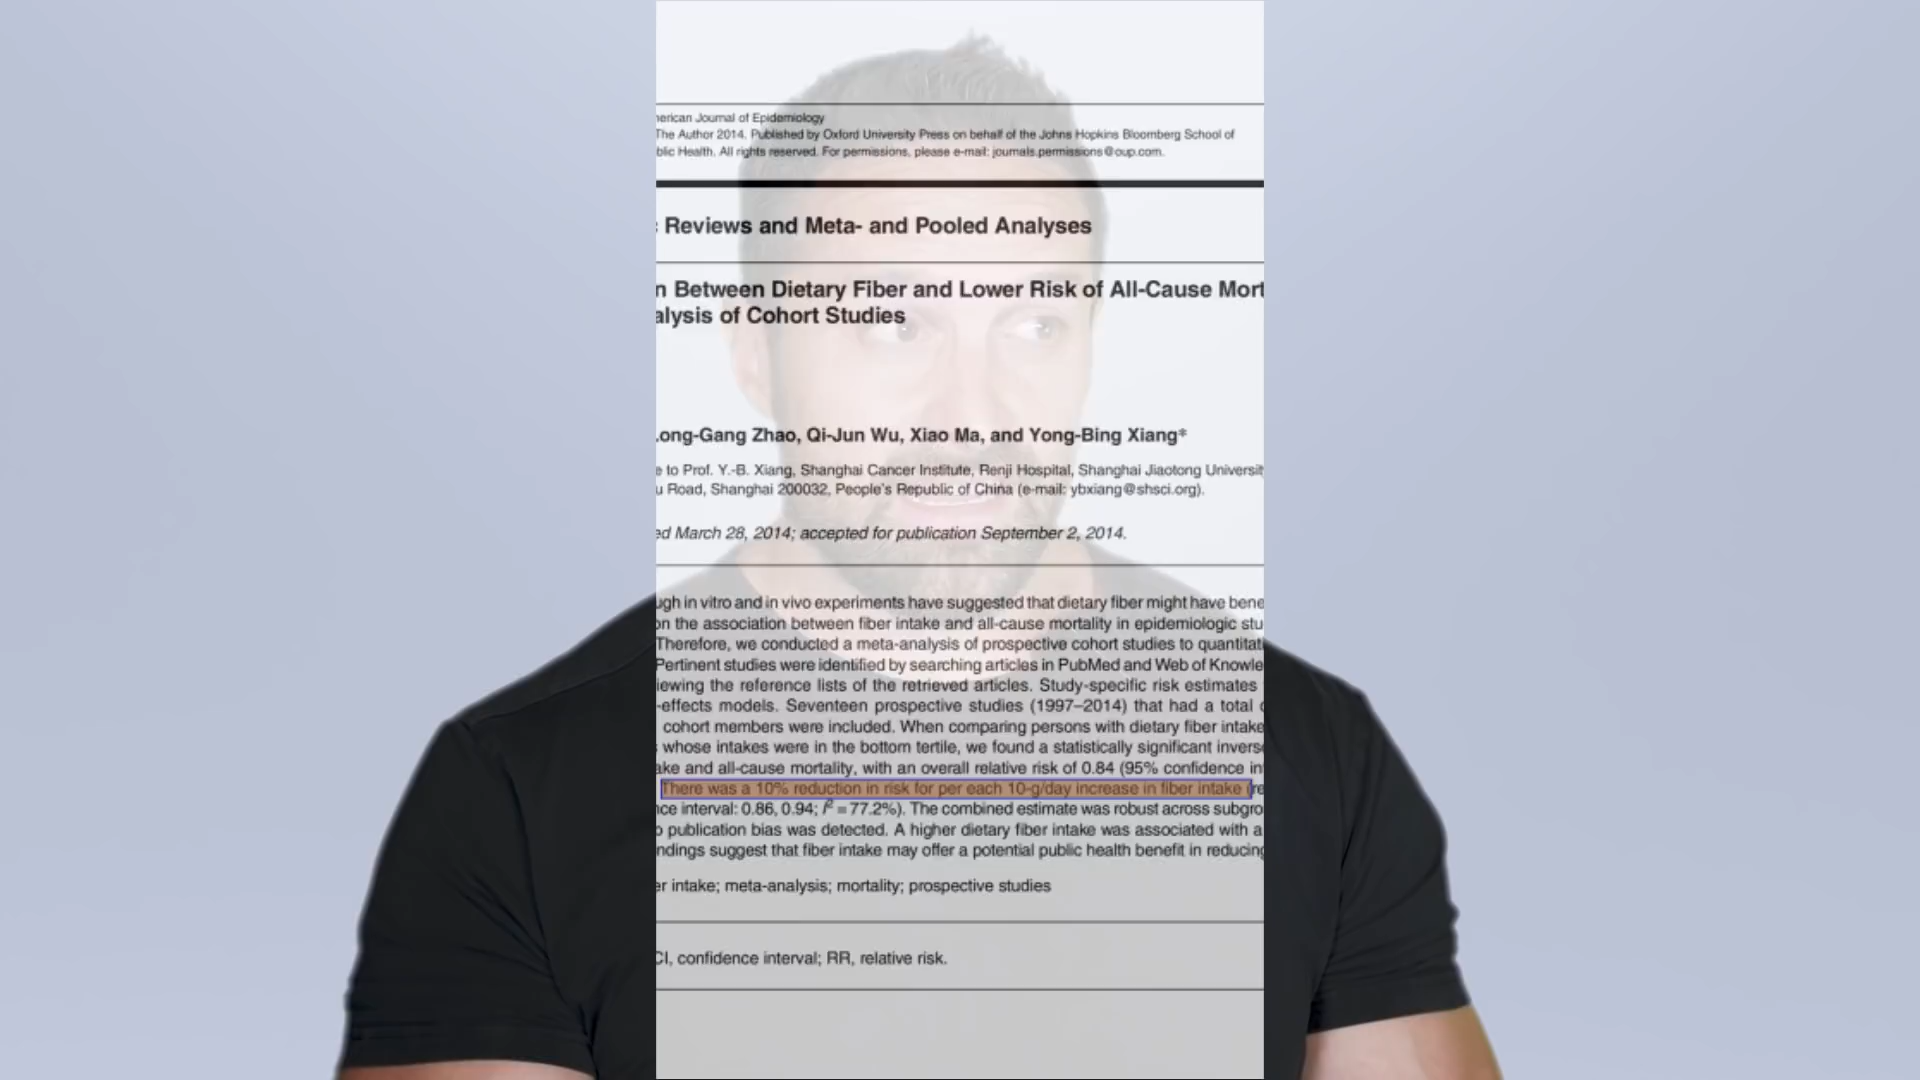 nerican Journal of Epidemiology
The Author 2014. Published by Oxford University Press on behalf of the Johns Hopkins Bloomberg School of
blic Health. All rights reserved. For permissions, please e-mail: journals.permissions@oup.com.
Reviews and Meta- and Pooled Analyses
n Between Dietary Fiber and Lower Risk of All-Cause Mort
alysis of Cohort Studies
Long-Gang Zhao, Qi-Jun Wu, Xiao Ma, and Yong-Bing Xiang*
e to Prof. Y.-B. Xiang, Shanghai Cancer Institute, Renji Hospital, Shanghai Jiaotong Universit
u Road, Shanghai 200032, People's Republic of China (e-mail: ybxiang@shsci.org).
ed March 28, 2014; accepted for publication September 2, 2014.
ugh in vitro and in vivo experiments have suggested that dietary fiber might have bene
on the association between fiber intake and all-cause mortality in epidemiologic stu
Therefore, we conducted a meta-analysis of prospective cohort studies to quantitati
Pertinent studies were identified by searching articles in PubMed and Web of Knowle
iewing the reference lists of the retrieved articles. Study-specific risk estimates
-effects models. Seventeen prospective studies (1997–2014) that had a total
cohort members were included. When comparing persons with dietary fiber intake
whose intakes were in the bottom tertile, we found a statistically significant invers
ake and all-cause mortality, with an overall relative risk of 0.84 (95% confidence in
There was a 10% reduction in risk for per each 10-g/day increase in fiber intake (re
ce interval: 0.86, 0.94; I² = 77.2%). The combined estimate was robust across subgro
o publication bias was detected. A higher dietary fiber intake was associated with a
ndings suggest that fiber intake may offer a potential public health benefit in reducing
er intake; meta-analysis; mortality; prospective studies
CI, confidence interval; RR, relative risk.